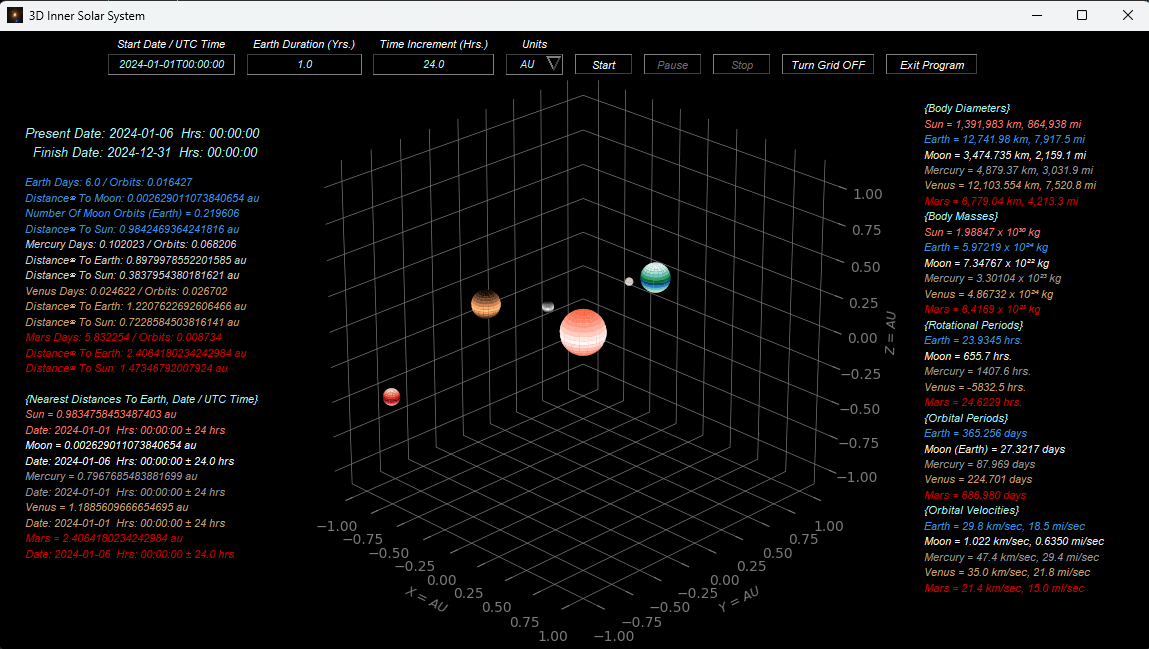 3D Inner Solar System
Start Date / UTC Time
Earth Duration (Yrs.)
Time Increment (Hrs.)
Units
2024-01-01T00:00:00
1.0
24.0
AU
Start
Pause
Stop
Turn Grid OFF
Exit Program
Present Date: 2024-01-06 Hrs: 00:00:00
Finish Date: 2024-12-31 Hrs: 00:00:00
Earth Days: 6.0 / Orbits: 0.016427
Distance≈ To Moon: 0.002629011073840654 au
Number Of Moon Orbits (Earth) = 0.219606
Distance≈ To Sun: 0.9842469364241816 au
Mercury Days: 0.102023 / Orbits: 0.068206
Distance≈ To Earth: 0.8979978552201585 au
Distance≈ To Sun: 0.3837954380181621 au
Venus Days: 0.024622 / Orbits: 0.026702
Distance≈ To Earth: 1.2207622692606466 au
Distance≈ To Sun: 0.7228584503816141 au
Mars Days: 5.832254 / Orbits: 0.008734
Distance≈ To Earth: 2.4064180234242984 au
Distance≈ To Sun: 1.47346792007924 au
{Nearest Distances To Earth, Date / UTC Time}
Sun = 0.9834758453487403 au
Date: 2024-01-01 Hrs: 00:00:00 ± 24 hrs
Moon = 0.002629011073840654 au
Date: 2024-01-06 Hrs: 00:00:00 ± 24.0 hrs
Mercury = 0.7967685483881699 au
Date: 2024-01-01 Hrs: 00:00:00 ± 24 hrs
Venus = 1.1885609666654695 au
Date: 2024-01-01 Hrs: 00:00:00 ± 24 hrs
Mars = 2.4064180234242984 au
Date: 2024-01-06 Hrs: 00:00:00 ± 24.0 hrs
1.00
0.75
0.50
0.25
0.00
−0.25
−0.50
−0.75
−1.00
Z = AU
−1.00
−0.75
−0.50
−0.25
0.00
0.25
0.50
0.75
1.00
X = AU
1.00
0.75
0.50
0.25
0.00
−0.25
−0.50
−0.75
−1.00
Y = AU
{Body Diameters}
Sun = 1,391,983 km, 864,938 mi
Earth = 12,741.98 km, 7,917.5 mi
Moon = 3,474.735 km, 2,159.1 mi
Mercury = 4,879.37 km, 3,031.9 mi
Venus = 12,103.554 km, 7,520.8 mi
Mars = 6,779.04 km, 4,213.3 mi
{Body Masses}
Sun = 1.98847 x 10³⁰ kg
Earth = 5.97219 x 10²⁴ kg
Moon = 7.34767 x 10²² kg
Mercury = 3.30104 x 10²³ kg
Venus = 4.86732 x 10²⁴ kg
Mars = 6.4169 x 10²³ kg
{Rotational Periods}
Earth = 23.9345 hrs.
Moon = 655.7 hrs.
Mercury = 1407.6 hrs.
Venus = -5832.5 hrs.
Mars = 24.6229 hrs.
{Orbital Periods}
Earth = 365.256 days
Moon (Earth) = 27.3217 days
Mercury = 87.969 days
Venus = 224.701 days
Mars = 686.980 days
{Orbital Velocities}
Earth = 29.8 km/sec, 18.5 mi/sec
Moon = 1.022 km/sec, 0.6350 mi/sec
Mercury = 47.4 km/sec, 29.4 mi/sec
Venus = 35.0 km/sec, 21.8 mi/sec
Mars = 21.4 km/sec, 15.0 mi/sec